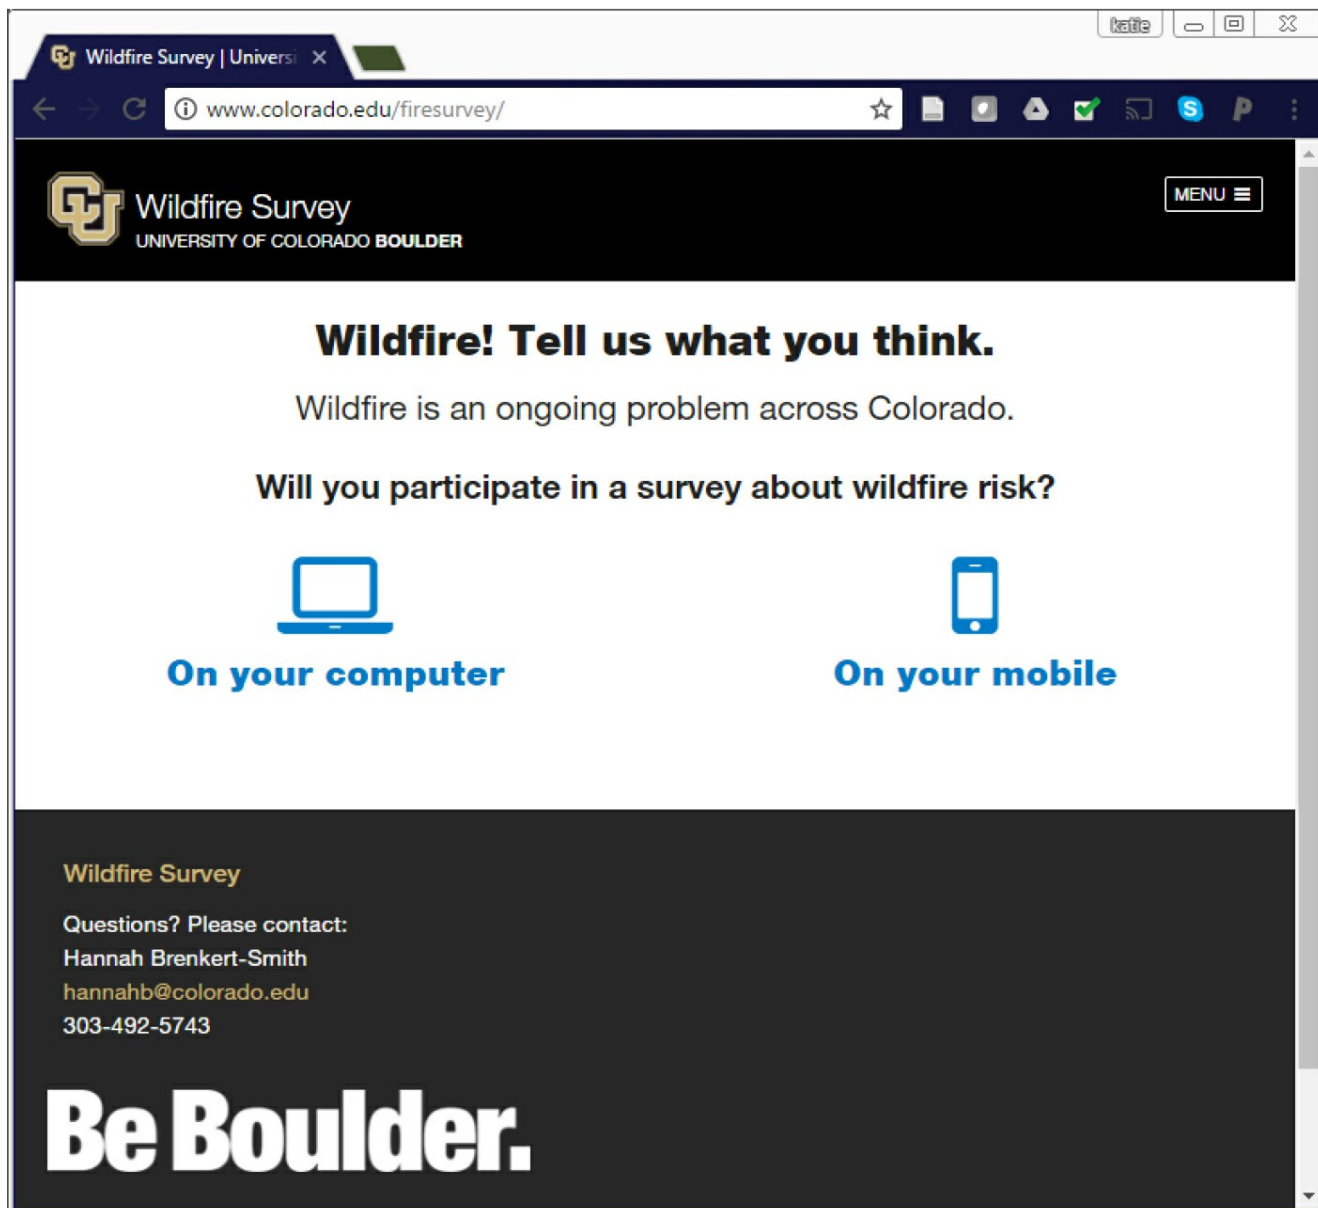 katie
Wildfire Survey | Universi
www.colorado.edu/firesurvey/
CU Wildfire Survey
UNIVERSITY OF COLORADO BOULDER
MENU
Wildfire! Tell us what you think.
Wildfire is an ongoing problem across Colorado.
Will you participate in a survey about wildfire risk?
On your computer
On your mobile
Wildfire Survey
Questions? Please contact:
Hannah Brenkert-Smith
hannahb@colorado.edu
303-492-5743
Be Boulder.